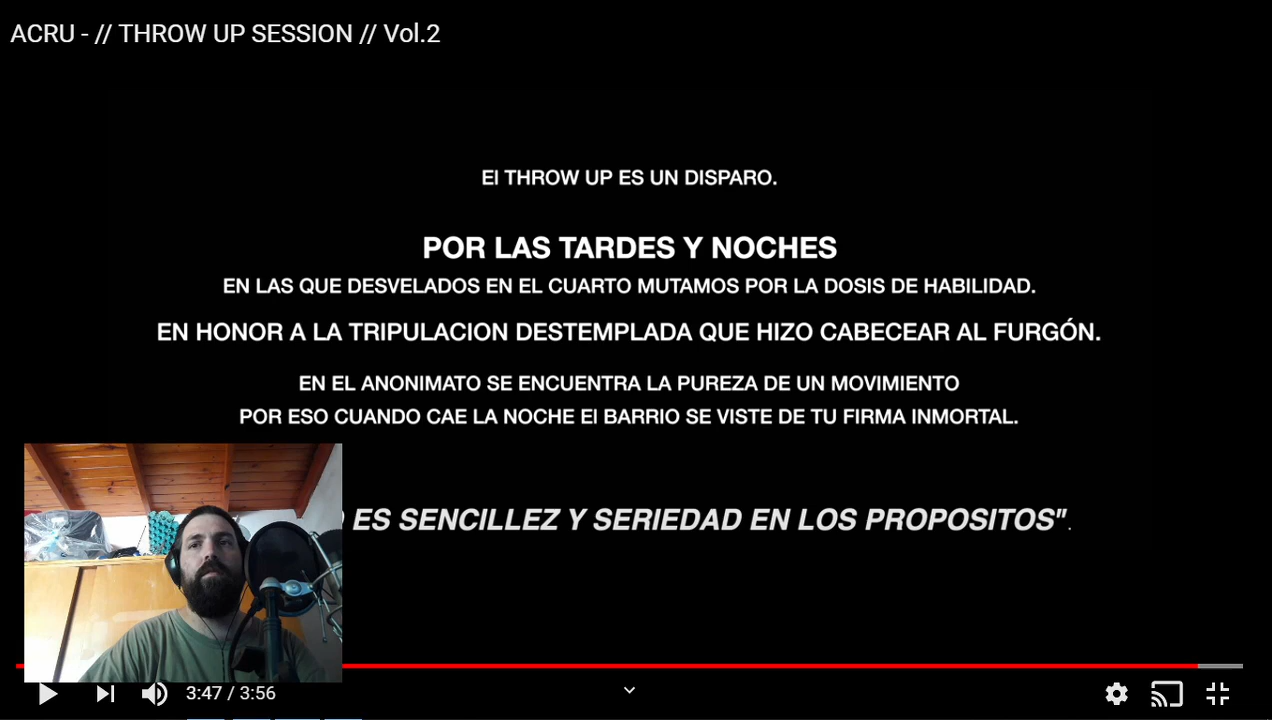 ACRU - // THROW UP SESSION // Vol.2
El THROW UP ES UN DISPARO.
POR LAS TARDES Y NOCHES
EN LAS QUE DESVELADOS EN EL CUARTO MUTAMOS POR LA DOSIS DE HABILIDAD.
EN HONOR A LA TRIPULACION DESTEMPLADA QUE HIZO CABECEAR AL FURGÓN.
EN EL ANONIMATO SE ENCUENTRA LA PUREZA DE UN MOVIMIENTO
POR ESO CUANDO CAE LA NOCHE El BARRIO SE VISTE DE TU FIRMA INMORTAL.
ES SENCILLEZ Y SERIEDAD EN LOS PROPOSITOS".
3:47 / 3:56